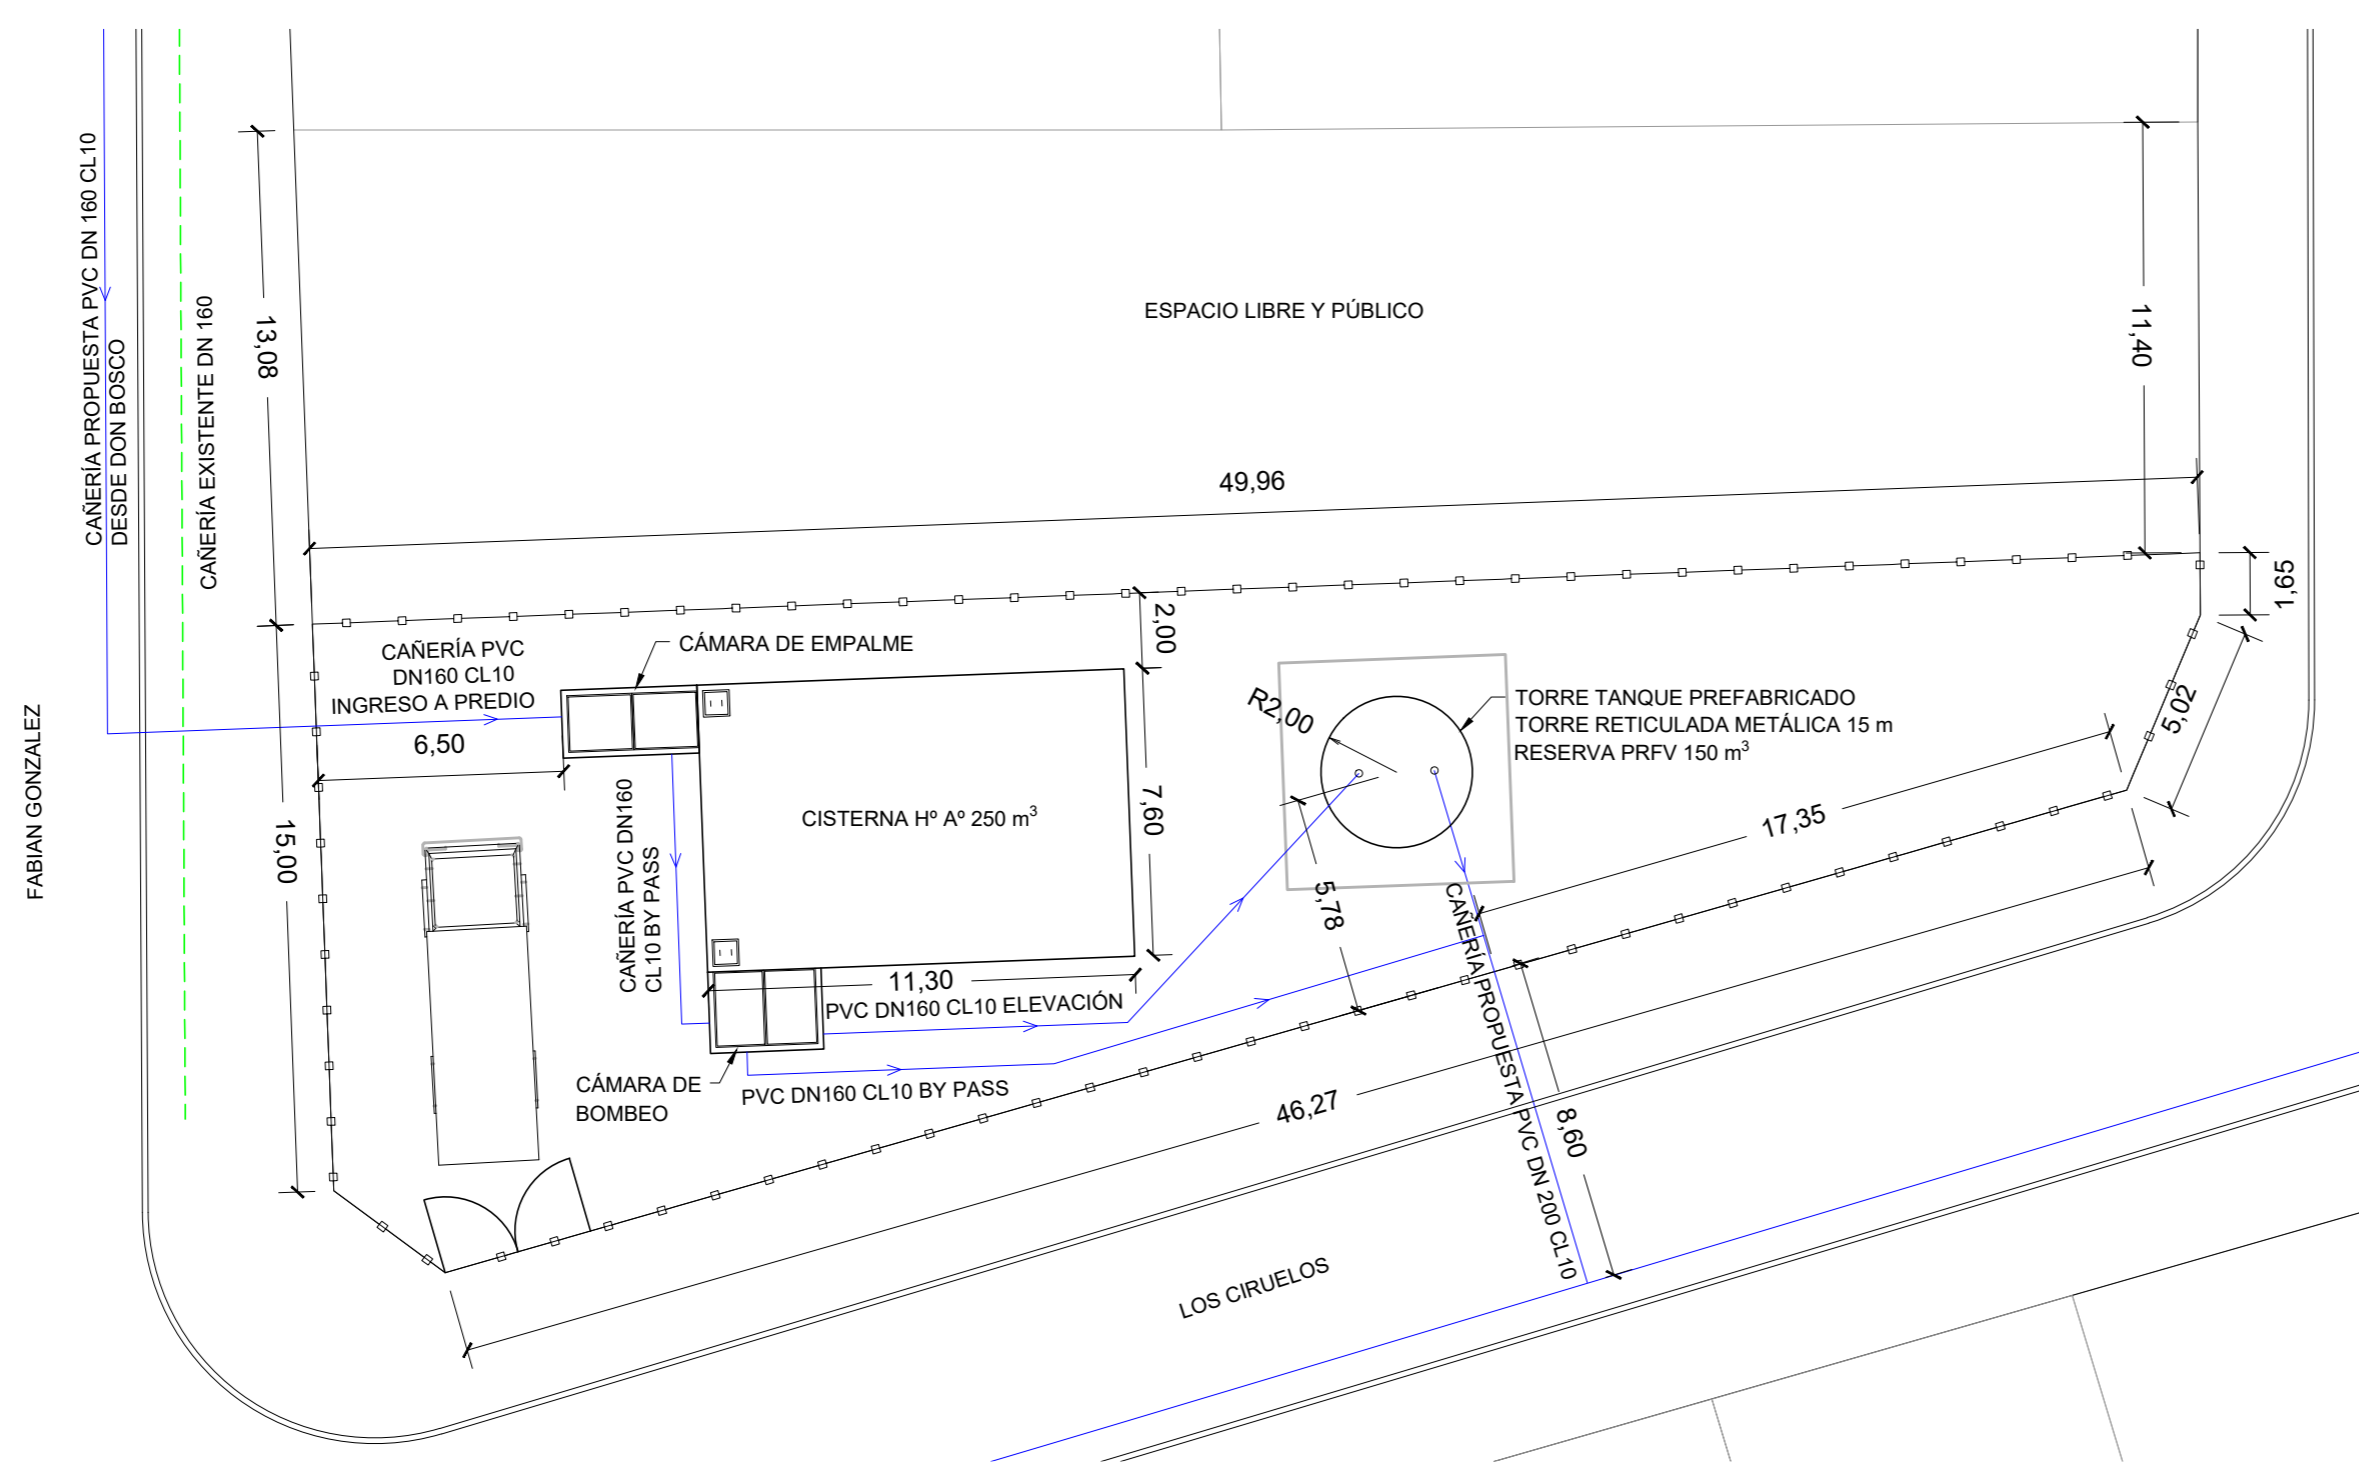 CAÑERÍA PROPUESTA PVC DN 160 CL10
DESDE DON BOSCO
CAÑERÍA EXISTENTE DN 160
FABIAN GONZALEZ
13,08
ESPACIO LIBRE Y PÚBLICO
11,40
49,96
1,65
2,00
CÁMARA DE EMPALME
CAÑERÍA PVC
DN160 CL10
INGRESO A PREDIO
6,50
15,00
R2,00
TORRE TANQUE PREFABRICADO
TORRE RETICULADA METÁLICA 15 m
RESERVA PRFV 150 m³
5,02
17,35
CISTERNA Hº Aº 250 m³
7,60
CAÑERÍA PVC DN160
CL10 BY PASS
5,78
11,30
PVC DN160 CL10 ELEVACIÓN
CÁMARA DE
BOMBEO
PVC DN160 CL10 BY PASS
CAÑERÍA PROPUESTA PVC DN 200 CL10
46,27
8,60
LOS CIRUELOS